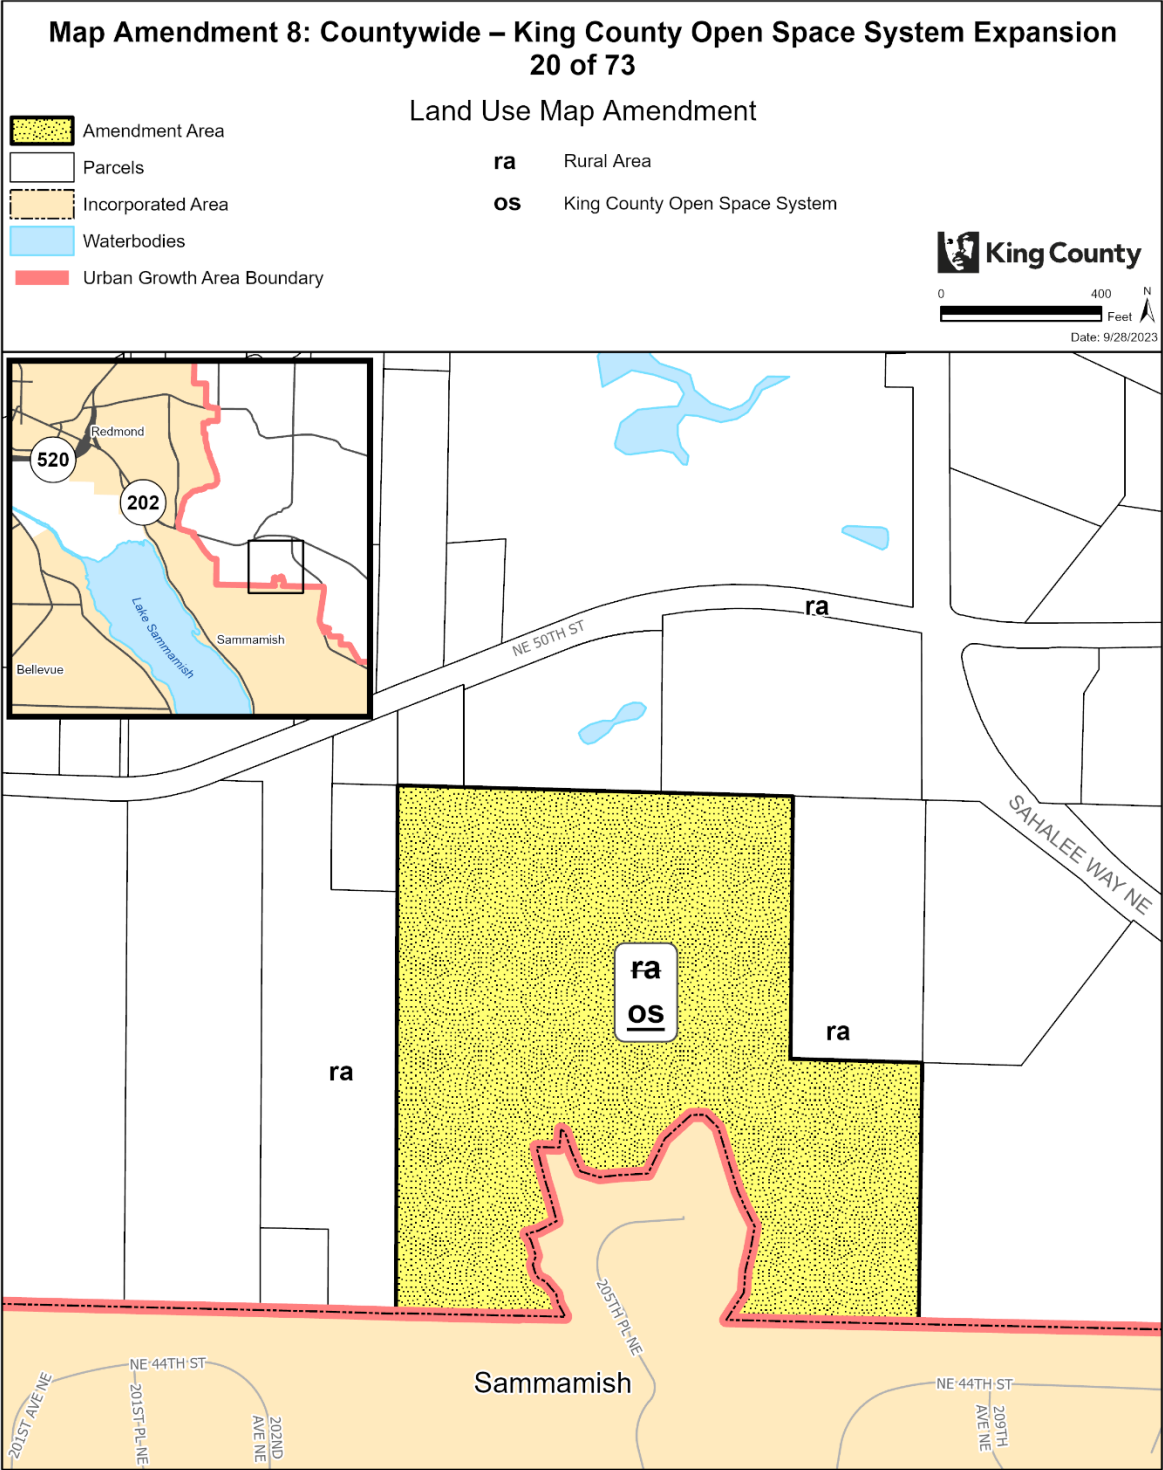 Map Amendment 8: Countywide – King County Open Space System Expansion
20 of 73
Land Use Map Amendment
Amendment Area
Parcels
Incorporated Area
Waterbodies
Urban Growth Area Boundary
ra Rural Area
os King County Open Space System
King County
0 400
Feet
N
Date: 9/28/2023
Redmond
520
202
Lake Sammamish
Sammamish
Bellevue
NE 50TH ST
ra
SAHALEE WAY NE
ra
os
ra
ra
205TH PL NE
Sammamish
NE 44TH ST
201ST AVE NE
201ST PL NE
202ND
AVE NE
NE 44TH ST
209TH
AVE NE